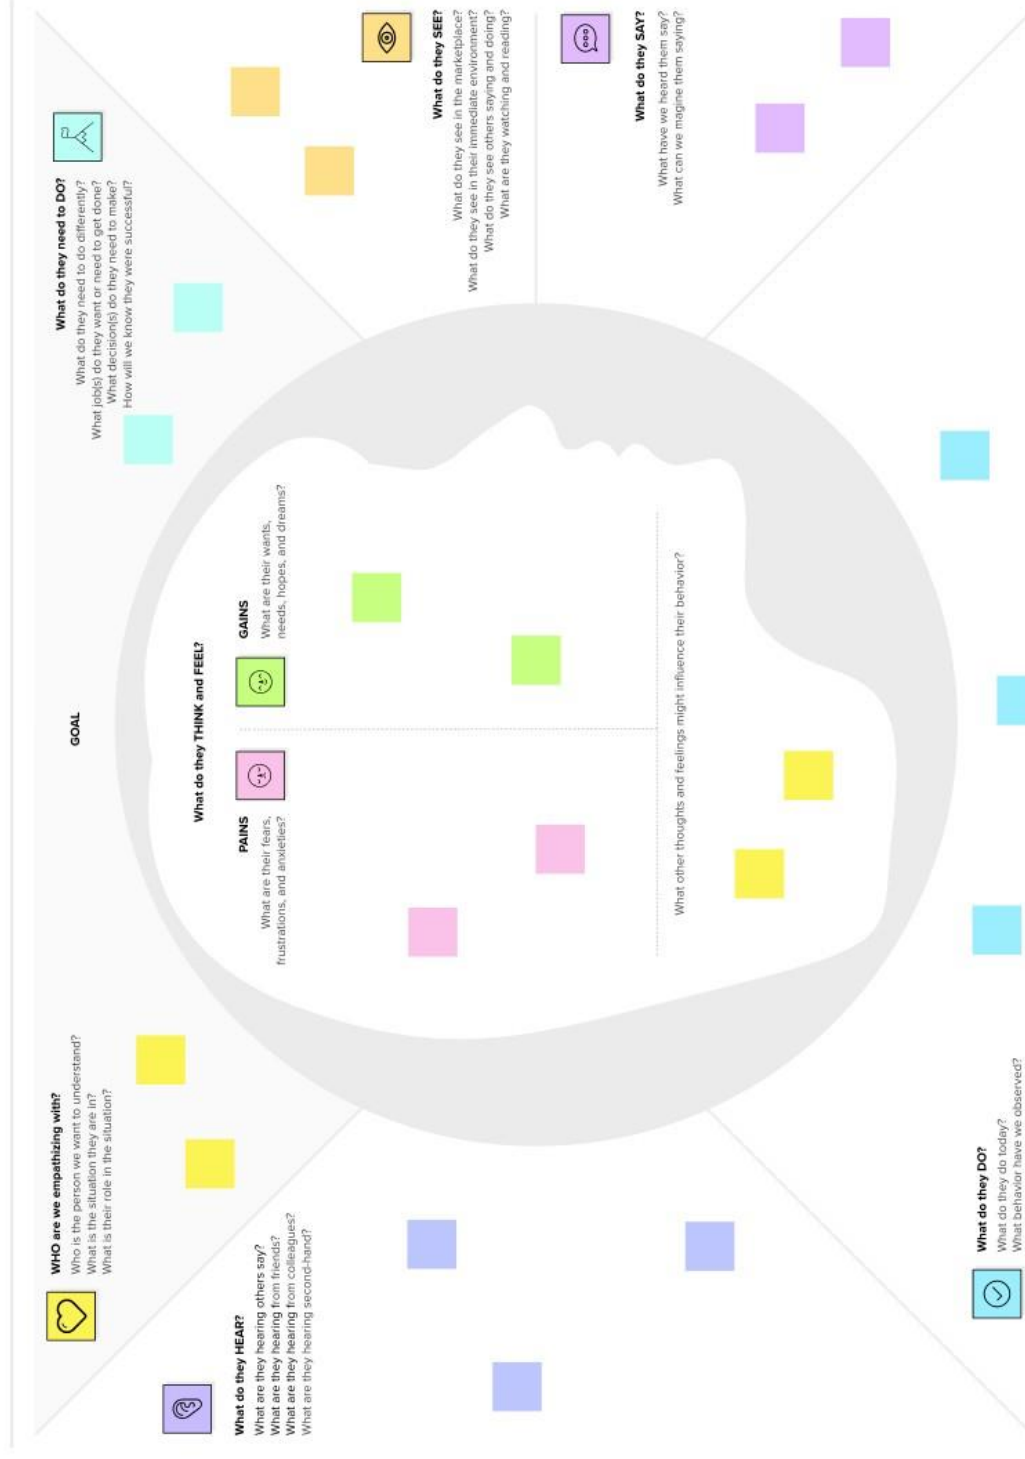 WHO are we empathizing with?
Who is the person we want to understand?
What is the situation they are in?
What is their role in the situation?
GOAL
What do they need to DO?
What do they need to do differently?
What job(s) do they want or need to get done?
What decision(s) do they need to make?
How will we know they were successful?
What do they HEAR?
What are they hearing others say?
What are they hearing from friends?
What are they hearing from colleagues?
What are they hearing second-hand?
What do they THINK and FEEL?
PAINS
What are their fears,
frustrations, and anxieties?
GAINS
What are their wants,
needs, hopes, and dreams?
What other thoughts and feelings might influence their behavior?
What do they SEE?
What do they see in the marketplace?
What do they see in their immediate environment?
What do they see others saying and doing?
What are they watching and reading?
What do they SAY?
What have we heard them say?
What can we magine them saying?
What do they DO?
What do they do today?
What behavior have we observed?